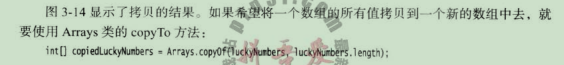 图 3-14 显示了拷贝的结果。如果希望将一个数组的所有值拷贝到一个新的数组中去，就
要使用 Arrays 类的 copyTo 方法：
int[] copiedLuckyNumbers = Arrays.copyOf(luckyNumbers, luckyNumbers.length);